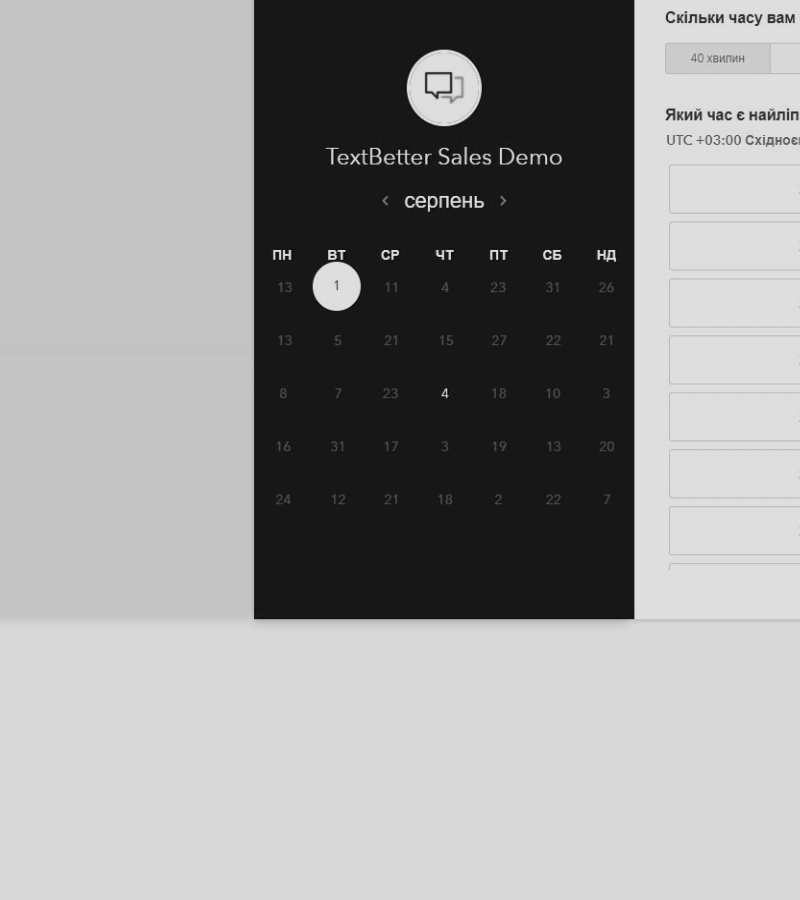 TextBetter Sales Demo
серпень
ПН ВТ СР ЧТ ПТ СБ НД
13 1 11 4 23 31 26
13 5 21 15 27 22 21
8 7 23 4 18 10 3
16 31 17 3 19 13 20
24 12 21 18 2 22 7
Скільки часу вам
40 хвилин
Який час є найліп
UTC +03:00 Східноє